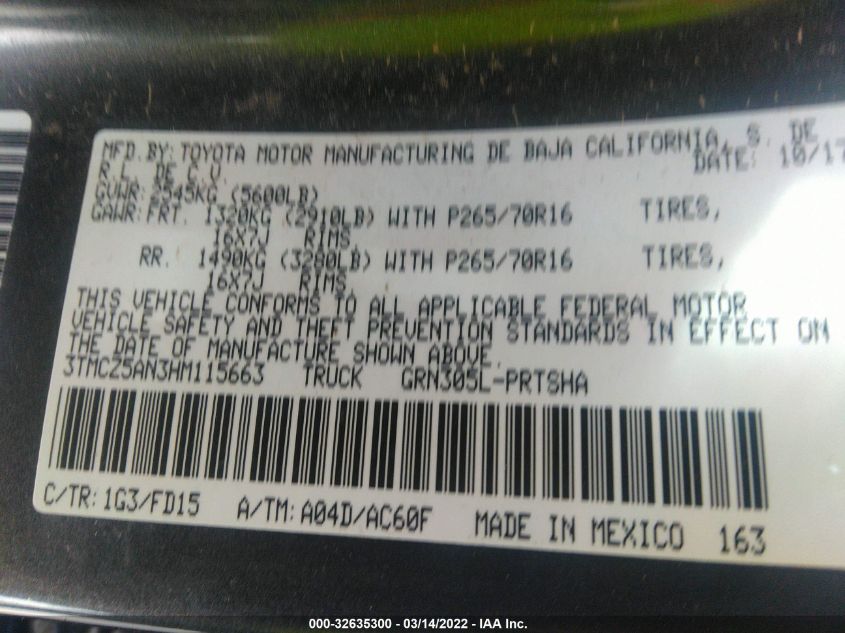 MFD. BY: TOYOTA MOTOR MANUFACTURING DE BAJA CALIFORNIA, S. DE
R.L. DE C.V. DATE: 10/17
GVWR: 2545KG (5600LB)
GAWR: FRT. 1320KG (2910LB) WITH P265/70R16 TIRES,
16X7J RIMS,
RR. 1490KG (3280LB) WITH P265/70R16 TIRES,
16X7J RIMS
THIS VEHICLE CONFORMS TO ALL APPLICABLE FEDERAL MOTOR
VEHICLE SAFETY AND THEFT PREVENTION STANDARDS IN EFFECT ON
THE DATE OF MANUFACTURE SHOWN ABOVE.
3TMCZ5AN3HM115663 TRUCK GRN305L-PRTSHA
C/TR: 1G3/FD15 A/TM: A04D/AC60F MADE IN MEXICO 163
000-32635300 - 03/14/2022 - IAA Inc.